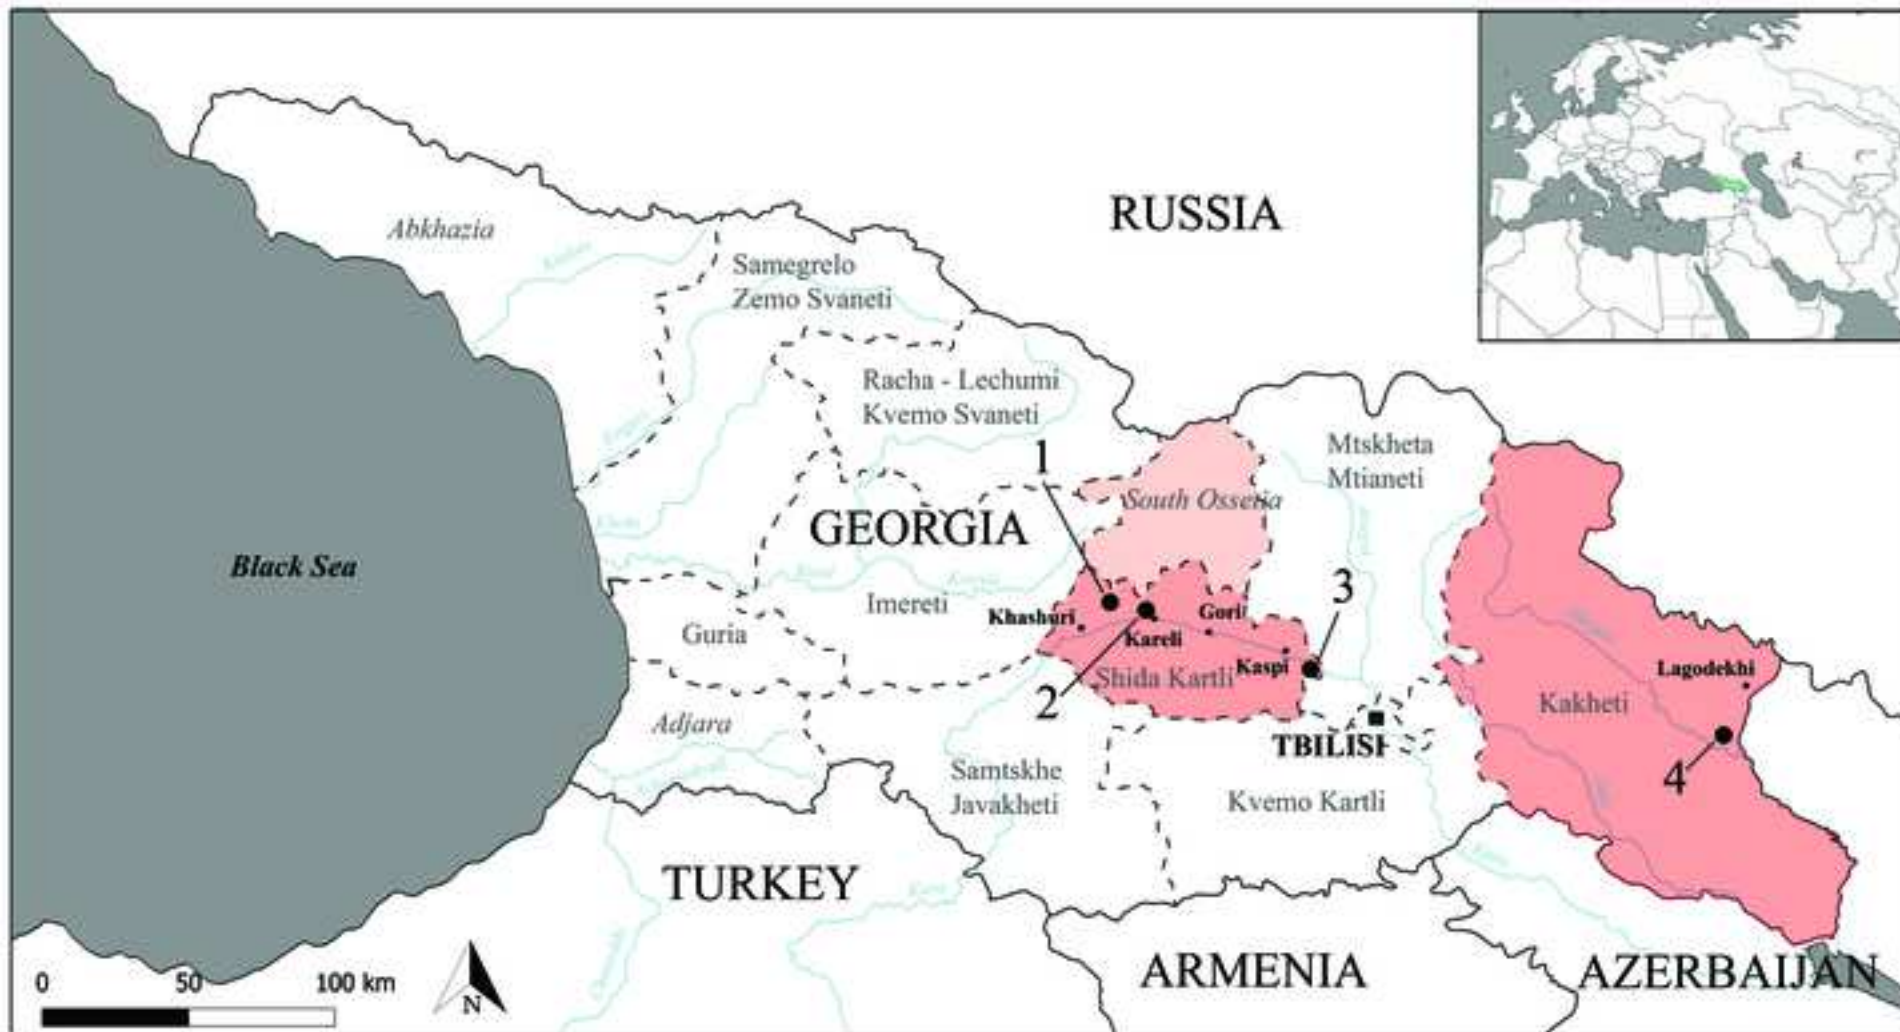 RUSSIA
Abkhazia
Samegrelo
Zemo Svaneti
Racha - Lechumi
Kvemo Svaneti
Mtskheta
Mtianeti
1
South Ossetia
GEORGIA
Black Sea
Imereti
3
Khashuri
Gori
Guria
Kareli
Kaspi
Lagodekhi
Shida Kartli
2
Kakheti
Adjara
TBILISI
4
Samtskhe
Javakheti
Kvemo Kartli
TURKEY
ARMENIA
AZERBAIJAN
0 50 100 km
N